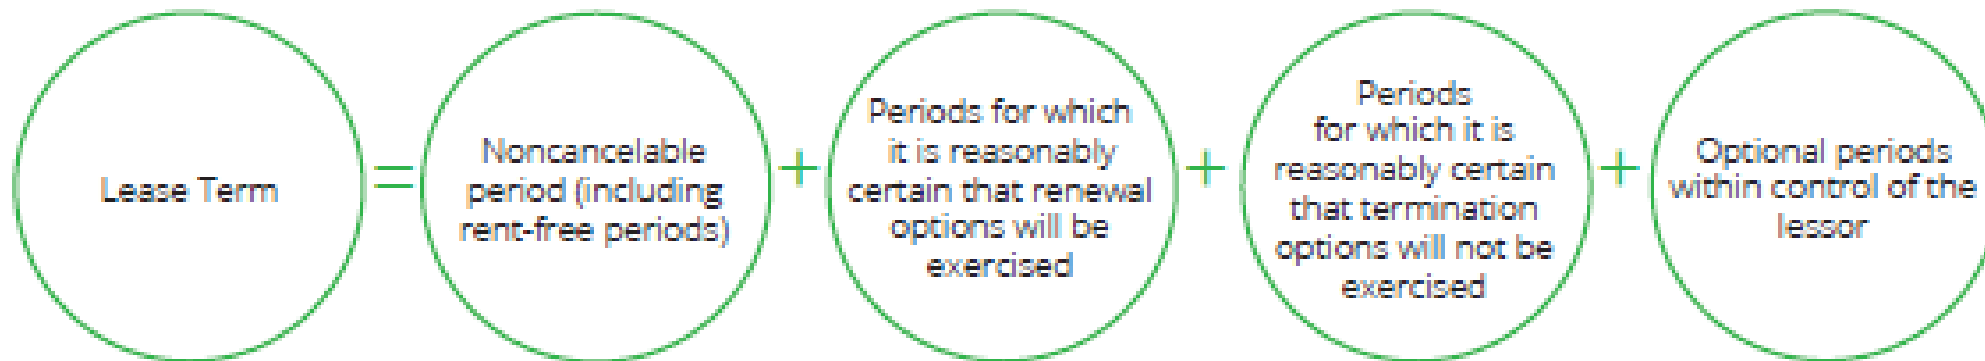 Lease Term
=
Noncancelable
period (including
rent-free periods)
+
Periods for which
it is reasonably
certain that renewal
options will be
exercised
+
Periods
for which it is
reasonably certain
that termination
options will not be
exercised
+
Optional periods
within control of the
lessor